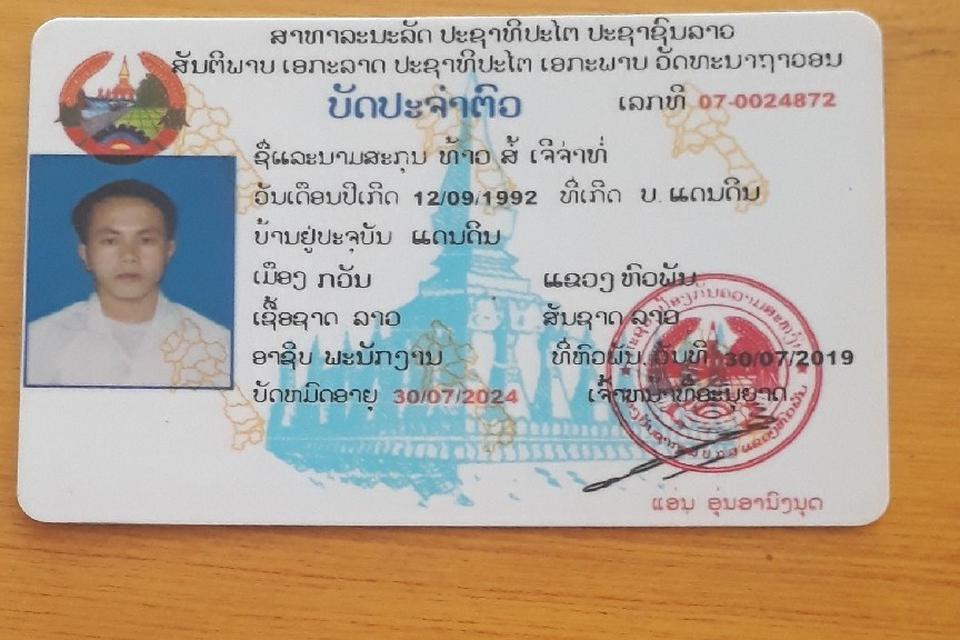 ສາທາລະນະລັດ ປະຊາທິປະໄຕ ປະຊາຊົນລາວ
ສັນຕິພາບ ເອກະລາດ ປະຊາທິປະໄຕ ເອກະພາບ ວັດທະນາຖາວອນ
ບັດປະຈຳຕົວ
ເລກທີ 07-0024872
ຊື່ແລະນາມສະກຸນ ທ້າວ ສໍ້ ເຈີຈ່າທໍ່
ວັນເດືອນປີເກີດ 12/09/1992 ທີ່ເກີດ ບ. ແດນດິນ
ບ້ານຢູ່ປະຈຸບັນ ແດນດິນ
ເມືອງ ກວັນ ແຂວງ ຫົວພັນ
ເຊື້ອຊາດ ລາວ ສັນຊາດ ລາວ
ອາຊີບ ພະນັກງານ ທີ່ຫົວພັນ ວັນທີ 30/07/2019
ບັດຫມົດອາຍຸ 30/07/2024 ເຈົ້າຫນ້າທີ່ອະນຸຍາດ
ແອ່ນ ອຸ່ນອານົງນຸດ